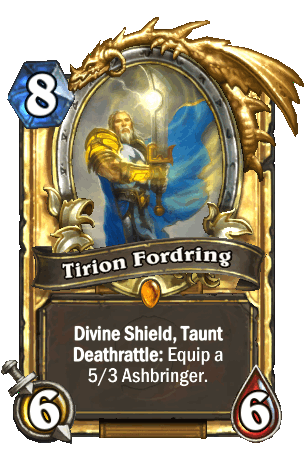 8
Tirion Fordring
Divine Shield, Taunt
Deathrattle: Equip a
5/3 Ashbringer.
6
6